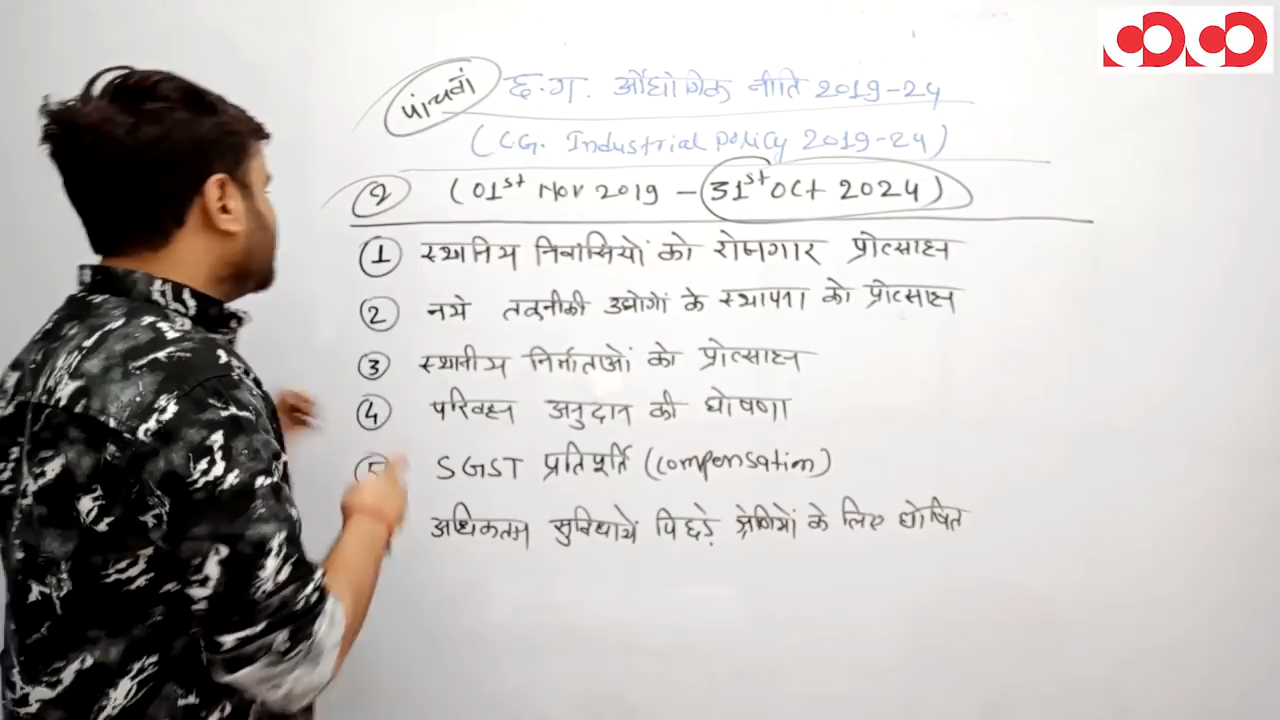 पांचवां छ.ग. औद्योगिक नीति 2019-24
(C.G. Industrial Policy 2019-24)
(01st Nov 2019 - 31st Oct 2024)
1 स्थानिय निवासियों को रोजगार प्रोत्साहन
2 नये तकनीकी उद्योगों के स्थापना को प्रोत्साहन
3 स्थानीय निर्माताओं को प्रोत्साहन
4 परिवहन अनुदान की घोषणा
5 SGST प्रतिपूर्ति (Compensation)
अधिकतम सुविधायें पिछड़े श्रेणियों के लिए घोषित